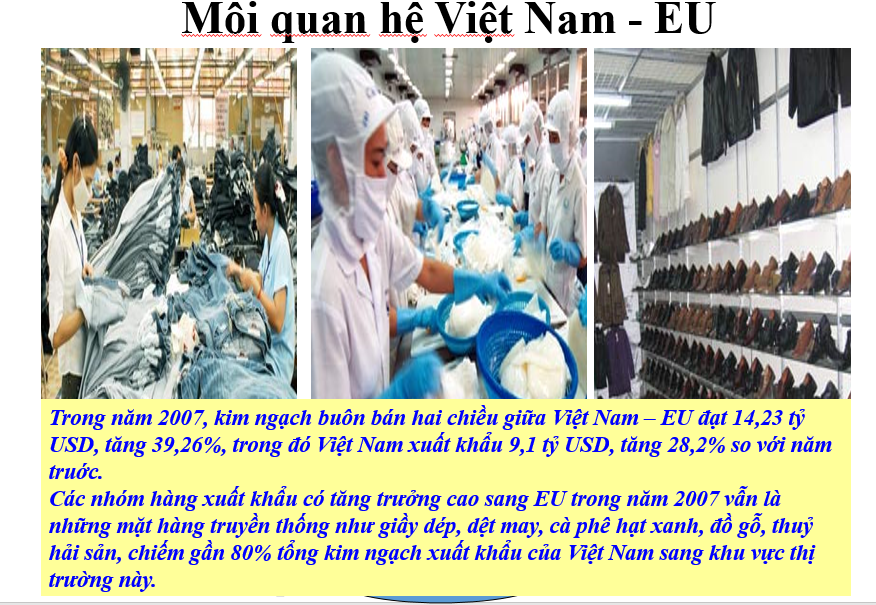 Mối quan hệ Việt Nam - EU
Trong năm 2007, kim ngạch buôn bán hai chiều giữa Việt Nam – EU đạt 14,23 tỷ
USD, tăng 39,26%, trong đó Việt Nam xuất khẩu 9,1 tỷ USD, tăng 28,2% so với năm
truớc.
Các nhóm hàng xuất khẩu có tăng trưởng cao sang EU trong năm 2007 vẫn là
những mặt hàng truyền thống như giầy dép, dệt may, cà phê hạt xanh, đồ gỗ, thuỷ
hải sản, chiếm gần 80% tổng kim ngạch xuất khẩu của Việt Nam sang khu vực thị
trường này.